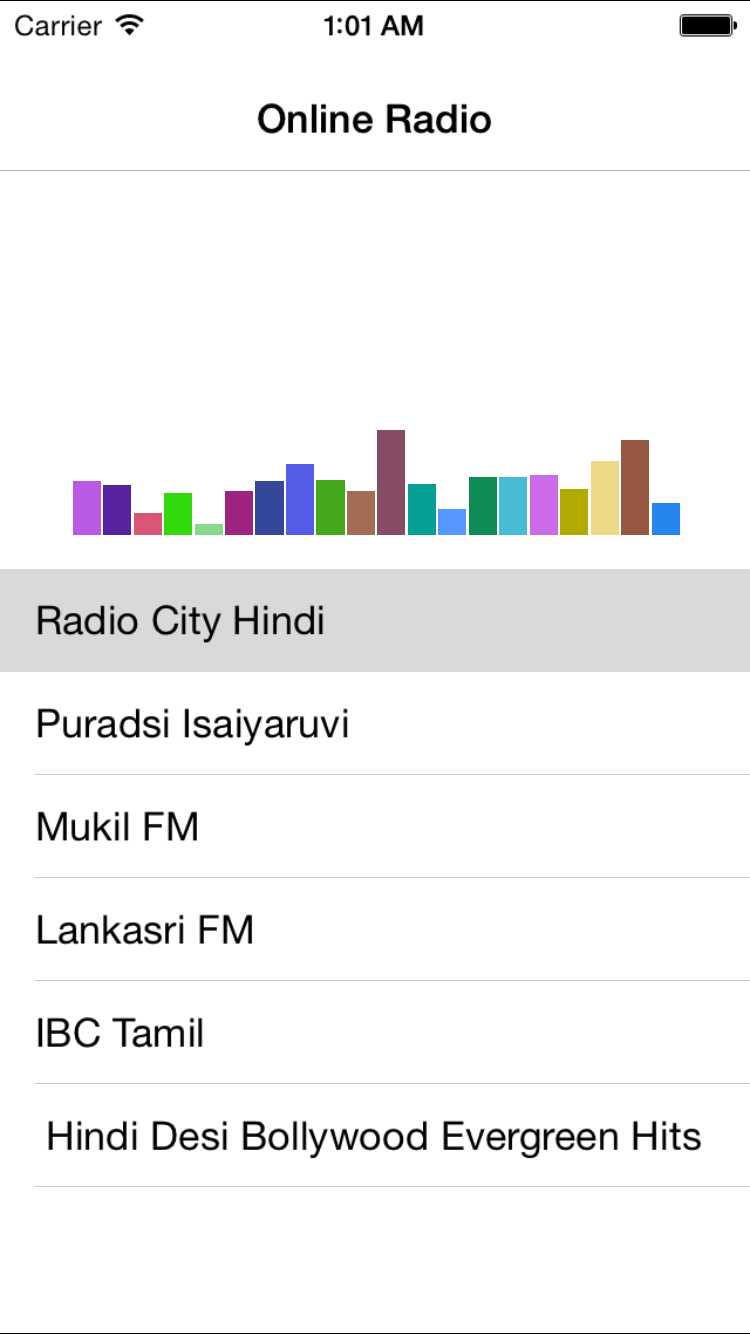 Carrier 1:01 AM
Online Radio
Radio City Hindi
Puradsi Isaiyaruvi
Mukil FM
Lankasri FM
IBC Tamil
Hindi Desi Bollywood Evergreen Hits